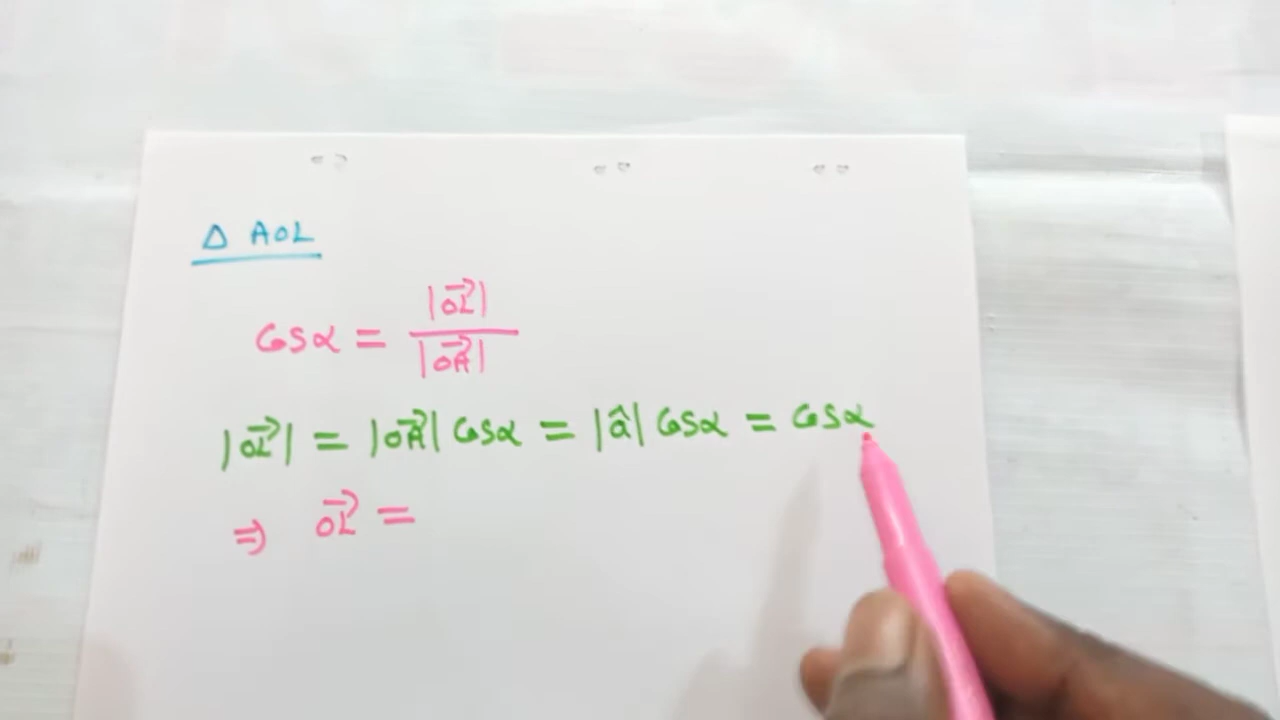 Δ AOL
Cosα = |OL⃗| / |OA⃗|
|OL⃗| = |OA⃗| Cosα = |â| Cosα = Cosα
⇒ OL⃗ =